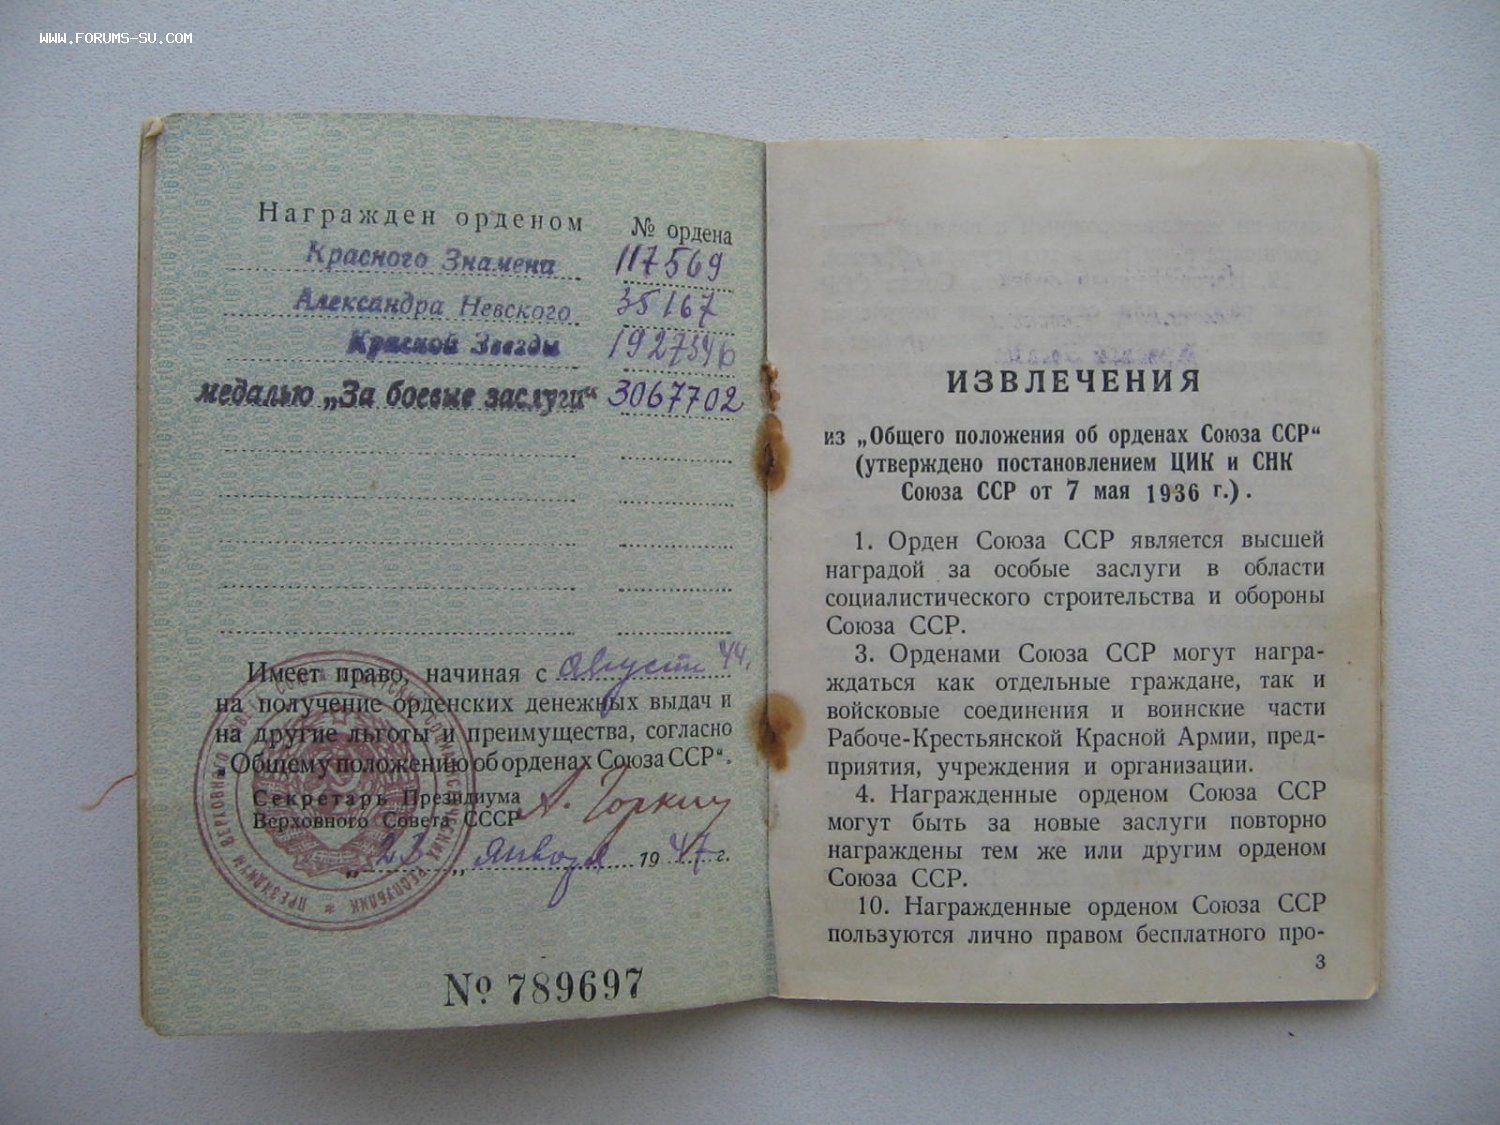 WWW.FORUMS-SU.COM
Награжден орденом № ордена
Красного Знамена 117569
Александра Невского 35167
Красной Звезды 1927346
медалью „За боевые заслуги“ 3067702
Имеет право, начиная с август 44.
на получение орденских денежных выдач и
на другие льготы и преимущества, согласно
„Общему положению об орденах Союза ССР“.
Секретарь Президиума
Верховного Совета СССР А. Горкин
„23„ января 1947 г.
№ 789697
ИЗВЛЕЧЕНИЯ
из „Общего положения об орденах Союза ССР“
(утверждено постановлением ЦИК и СНК
Союза ССР от 7 мая 1936 г.).
1. Орден Союза ССР является высшей
наградой за особые заслуги в области
социалистического строительства и обороны
Союза ССР.
3. Орденами Союза ССР могут награ-
ждаться как отдельные граждане, так и
войсковые соединения и воинские части
Рабоче-Крестьянской Красной Армии, пред-
приятия, учреждения и организации.
4. Награжденные орденом Союза ССР
могут быть за новые заслуги повторно
награждены тем же или другим орденом
Союза ССР.
10. Награжденные орденом Союза ССР
пользуются лично правом бесплатного про-
3